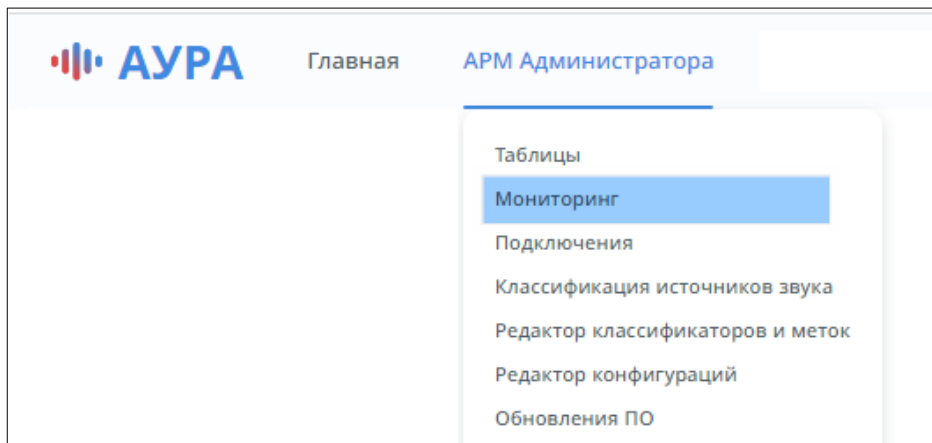 АУРА Главная АРМ Администратора
Таблицы
Мониторинг
Подключения
Классификация источников звука
Редактор классификаторов и меток
Редактор конфигураций
Обновления ПО